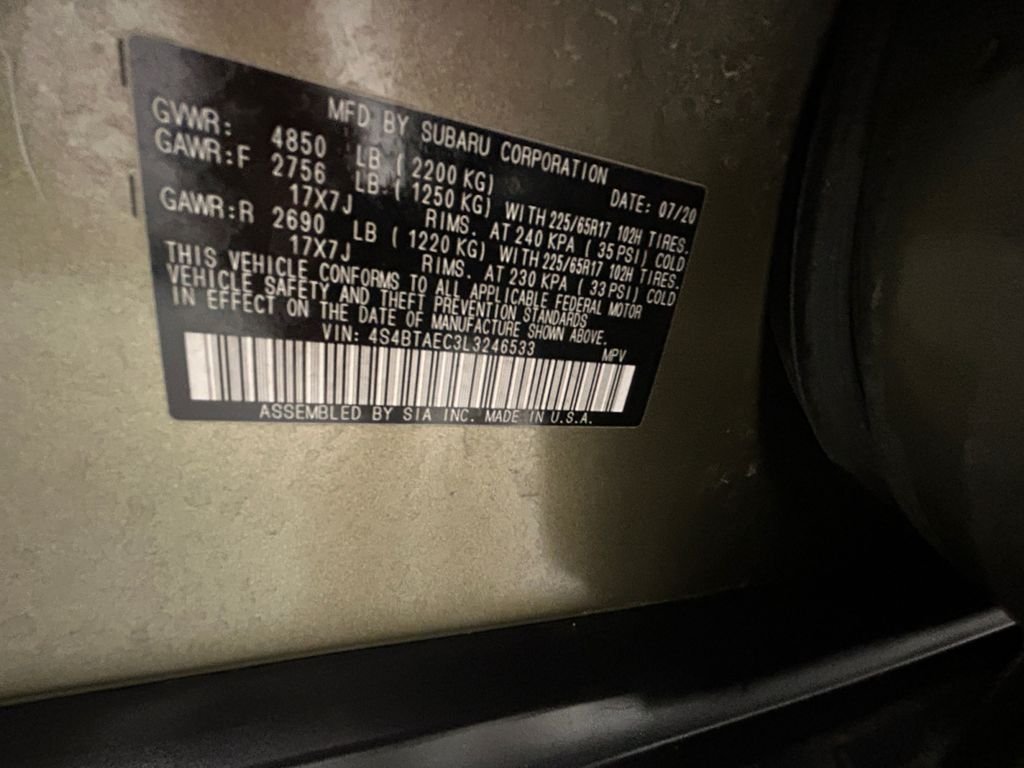 MFD BY SUBARU CORPORATION DATE: 07/20
GVWR: 4850 LB (2200 KG)
GAWR:F 2756 LB (1250 KG) WITH 225/65R17 102H TIRES.
17X7J RIMS. AT 240 KPA (35 PSI) COLD
GAWR:R 2690 LB (1220 KG) WITH 225/65R17 102H TIRES.
17X7J RIMS. AT 230 KPA (33 PSI) COLD
THIS VEHICLE CONFORMS TO ALL APPLICABLE FEDERAL MOTOR
VEHICLE SAFETY AND THEFT PREVENTION STANDARDS
IN EFFECT ON THE DATE OF MANUFACTURE SHOWN ABOVE.
VIN: 4S4BTAEC3L3246533 MPV
ASSEMBLED BY SIA INC. MADE IN U.S.A.